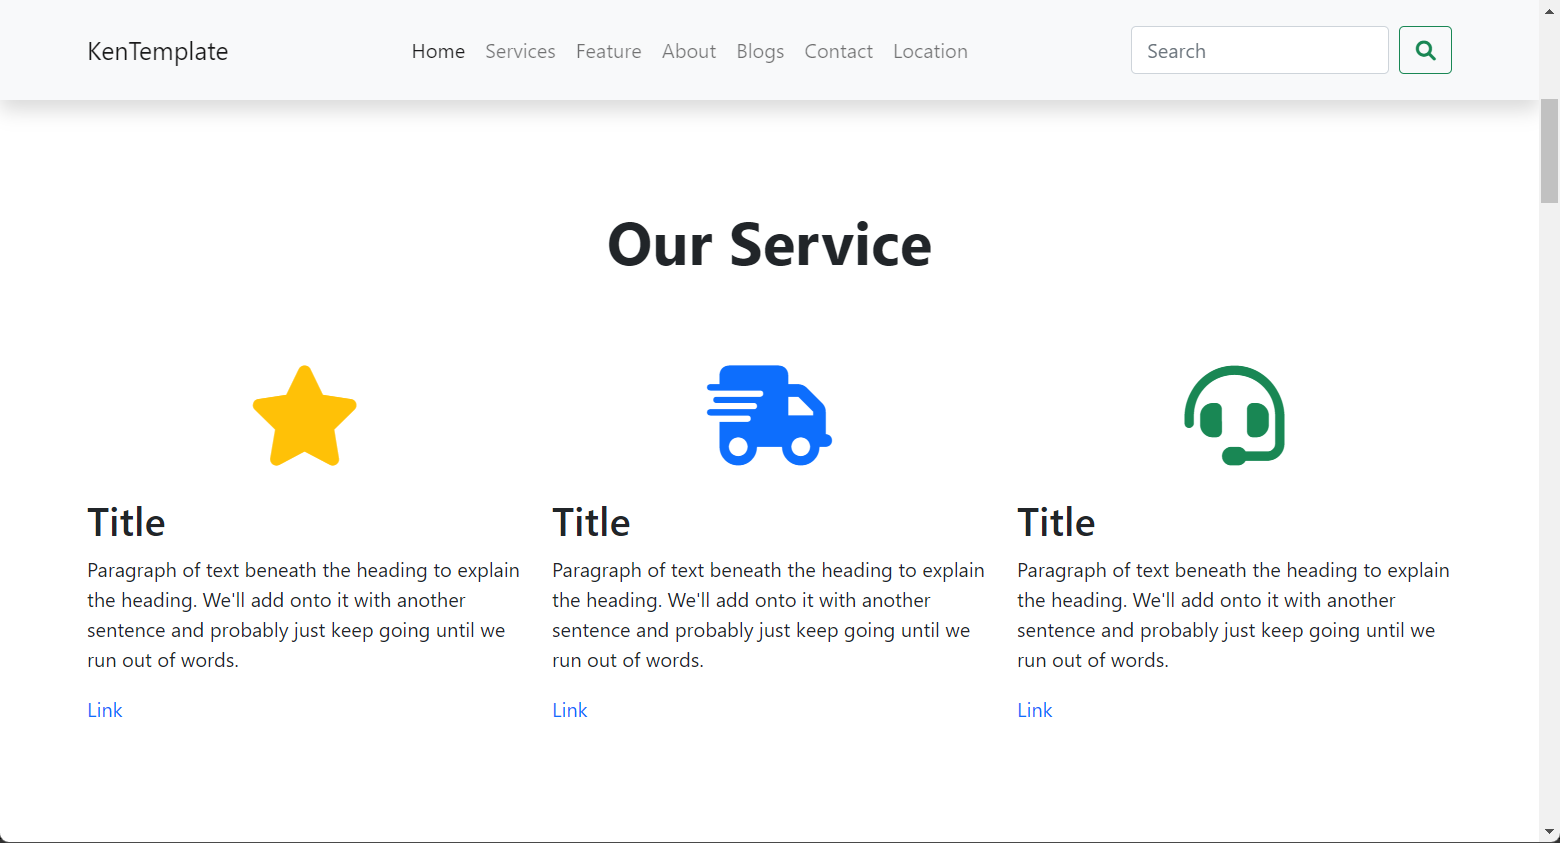 KenTemplate
Home Services Feature About Blogs Contact Location
Search
Our Service
Title
Paragraph of text beneath the heading to explain
the heading. We'll add onto it with another
sentence and probably just keep going until we
run out of words.
Link
Title
Paragraph of text beneath the heading to explain
the heading. We'll add onto it with another
sentence and probably just keep going until we
run out of words.
Link
Title
Paragraph of text beneath the heading to explain
the heading. We'll add onto it with another
sentence and probably just keep going until we
run out of words.
Link